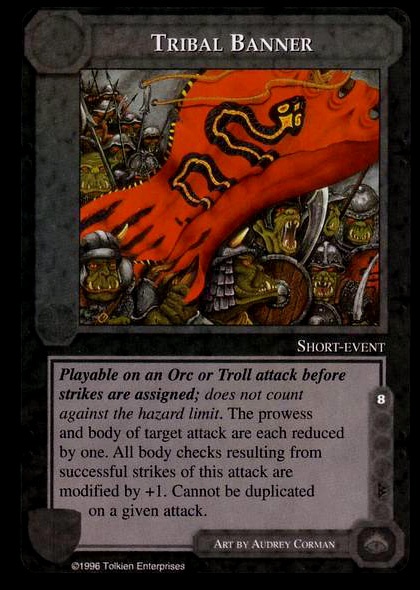 Tribal Banner
Short-event
Playable on an Orc or Troll attack before
strikes are assigned; does not count
against the hazard limit. The prowess
and body of target attack are each reduced
by one. All body checks resulting from
successful strikes of this attack are
modified by +1. Cannot be duplicated
on a given attack.
8
Art by Audrey Corman
©1996 Tolkien Enterprises